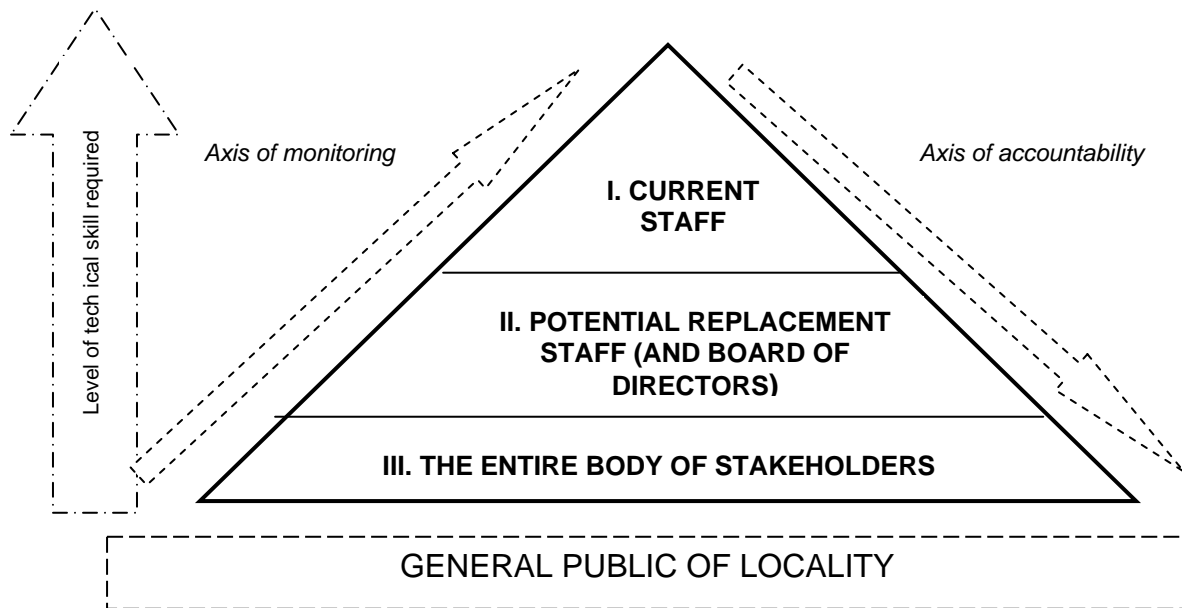 Level of tech ical skill required
Axis of monitoring
Axis of accountability
I. CURRENT
STAFF
II. POTENTIAL REPLACEMENT
STAFF (AND BOARD OF
DIRECTORS)
III. THE ENTIRE BODY OF STAKEHOLDERS
GENERAL PUBLIC OF LOCALITY